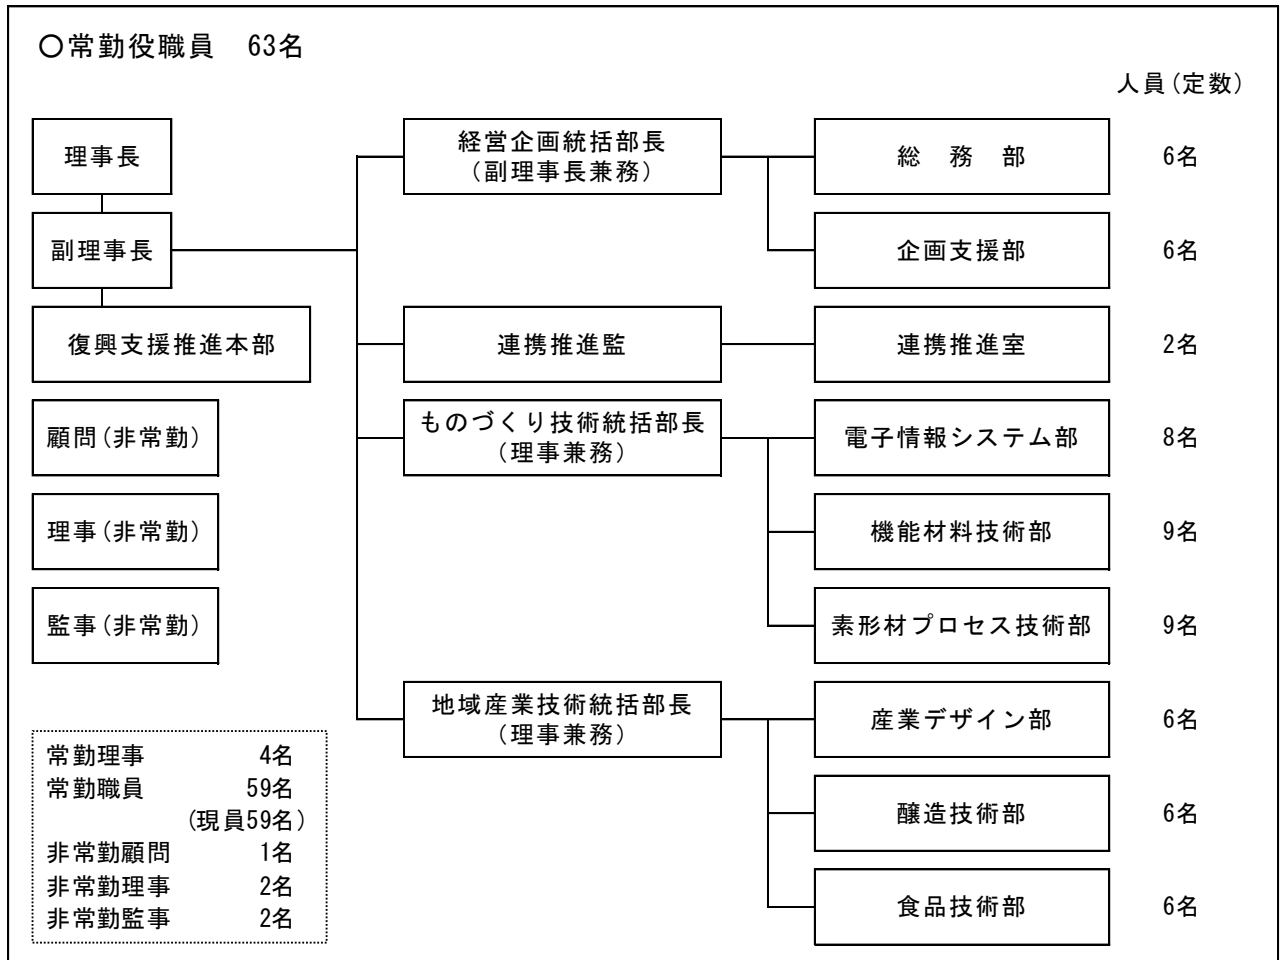 ○常勤役職員　63名
人員(定数)
理事長
経営企画統括部長
(副理事長兼務)
総　務　部
6名
副理事長
企画支援部
6名
復興支援推進本部
連携推進監
連携推進室
2名
顧問(非常勤)
ものづくり技術統括部長
(理事兼務)
電子情報システム部
8名
理事(非常勤)
機能材料技術部
9名
監事(非常勤)
素形材プロセス技術部
9名
地域産業技術統括部長
(理事兼務)
産業デザイン部
6名
醸造技術部
6名
食品技術部
6名
常勤理事　4名
常勤職員　59名
(現員59名)
非常勤顧問　1名
非常勤理事　2名
非常勤監事　2名